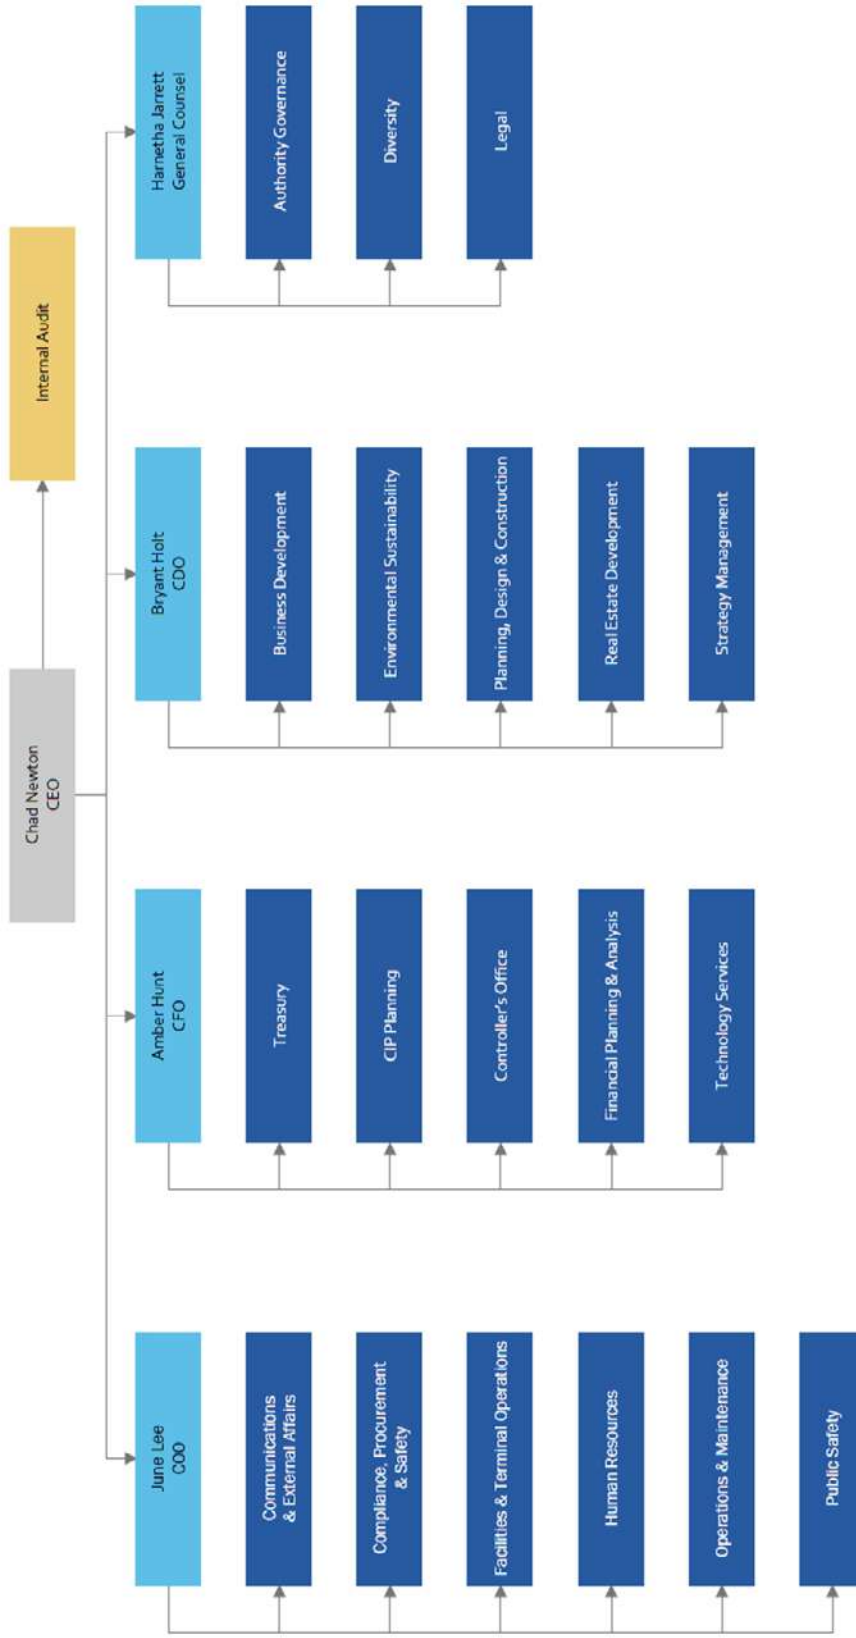 Chad Newton
CEO
Internal Audit
June Lee
COO
Communications
& External Affairs
Compliance, Procurement
& Safety
Facilities & Terminal Operations
Human Resources
Operations & Maintenance
Public Safety
Amber Hunt
CFO
Treasury
CIP Planning
Controller's Office
Financial Planning & Analysis
Technology Services
Bryant Holt
CDO
Business Development
Environmental Sustainability
Planning, Design & Construction
Real Estate Development
Strategy Management
Harnetha Jarrett
General Counsel
Authority Governance
Diversity
Legal